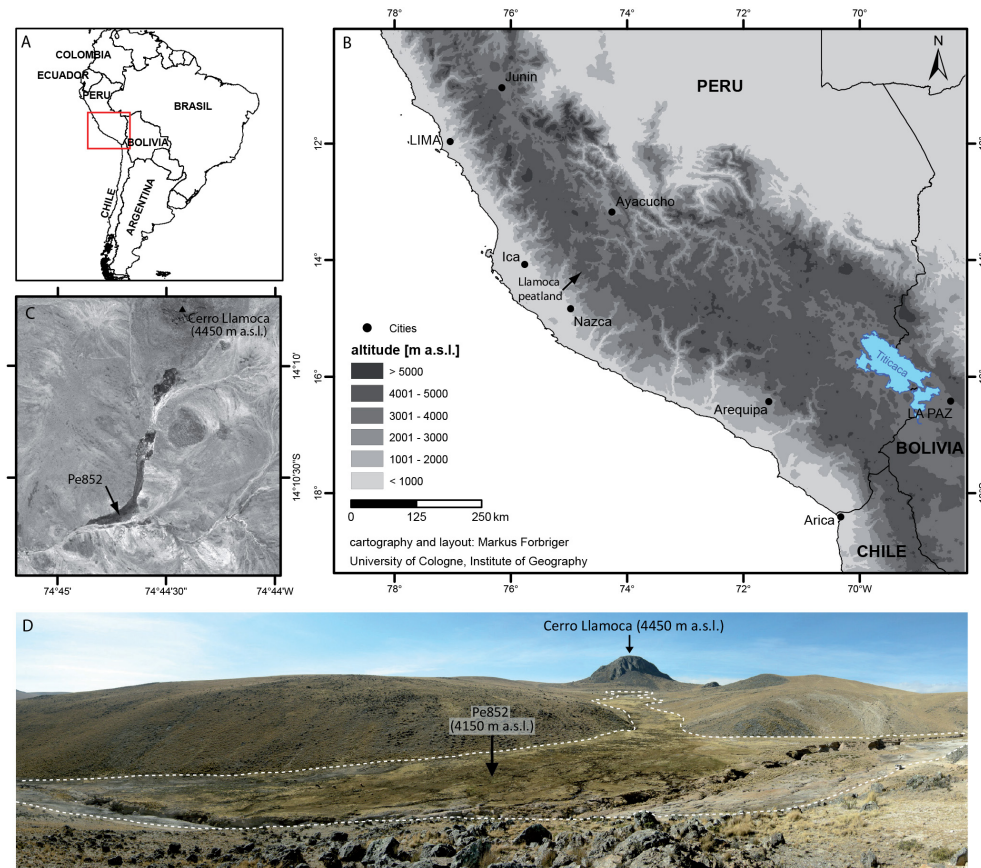 A
COLOMBIA
ECUADOR
PERU
BRASIL
BOLIVIA
CHILE
ARGENTINA
B
78°
76°
74°
72°
70°
N
Junin
PERU
LIMA
12°
12°
Ayacucho
14°
14°
Ica
Llamoca
peatland
Nazca
Cities
altitude [m a.s.l.]
> 5000
4001 - 5000
3001 - 4000
2001 - 3000
1001 - 2000
< 1000
16°
16°
Titicaca
Arequipa
LA PAZ
BOLIVIA
18°
18°
0
125
250 km
Arica
cartography and layout: Markus Forbriger
University of Cologne, Institute of Geography
CHILE
78°
76°
74°
72°
70°W
C
Cerro Llamoca
(4450 m a.s.l.)
14°10'
Pe852
14°10'30"S
74°45'
74°44'30"
74°44'W
D
Cerro Llamoca (4450 m a.s.l.)
Pe852
(4150 m a.s.l.)